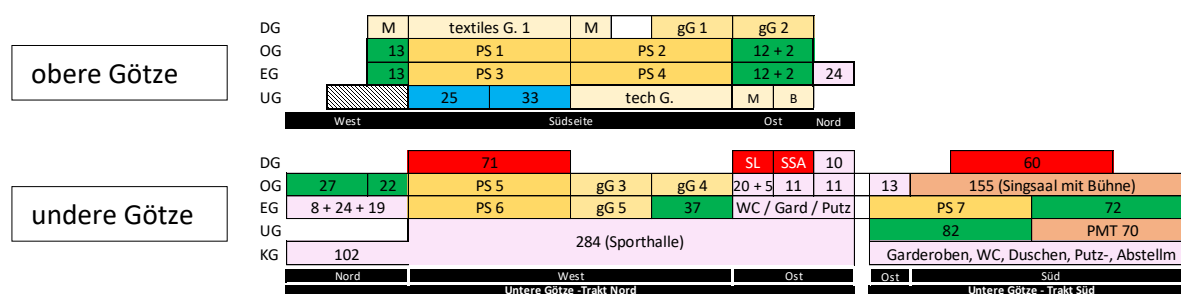 obere Götze
DG M textiles G. 1 M gG 1 gG 2
OG 13 PS 1 PS 2 12 + 2
EG 13 PS 3 PS 4 12 + 2 24
UG 25 33 tech G. M B
West Südseite Ost Nord
undere Götze
DG 71 SL SSA 10 60
OG 27 22 PS 5 gG 3 gG 4 20 + 5 11 11 13 155 (Singsaal mit Bühne)
EG 8 + 24 + 19 PS 6 gG 5 37 WC / Gard / Putz PS 7 72
UG 284 (Sporthalle) 82 PMT 70
KG 102 Garderoben, WC, Duschen, Putz-, Abstellm
Nord West Ost Ost Süd
Untere Götze -Trakt Nord Untere Götze - Trakt Süd